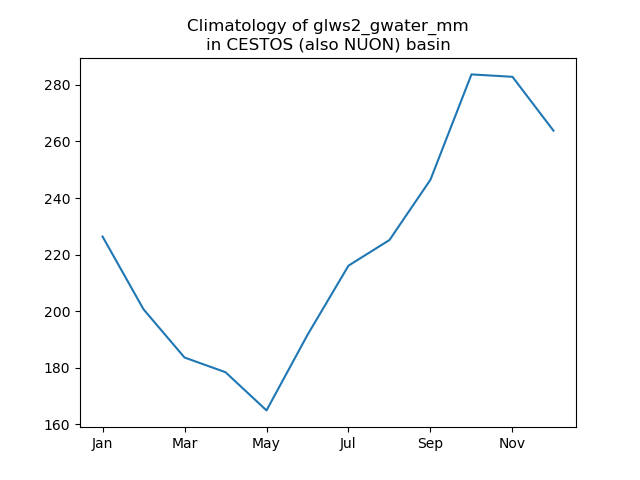 Climatology of glws2_gwater_mm
in CESTOS (also NUON) basin
280
260
240
220
200
180
160
Jan
Mar
May
Jul
Sep
Nov